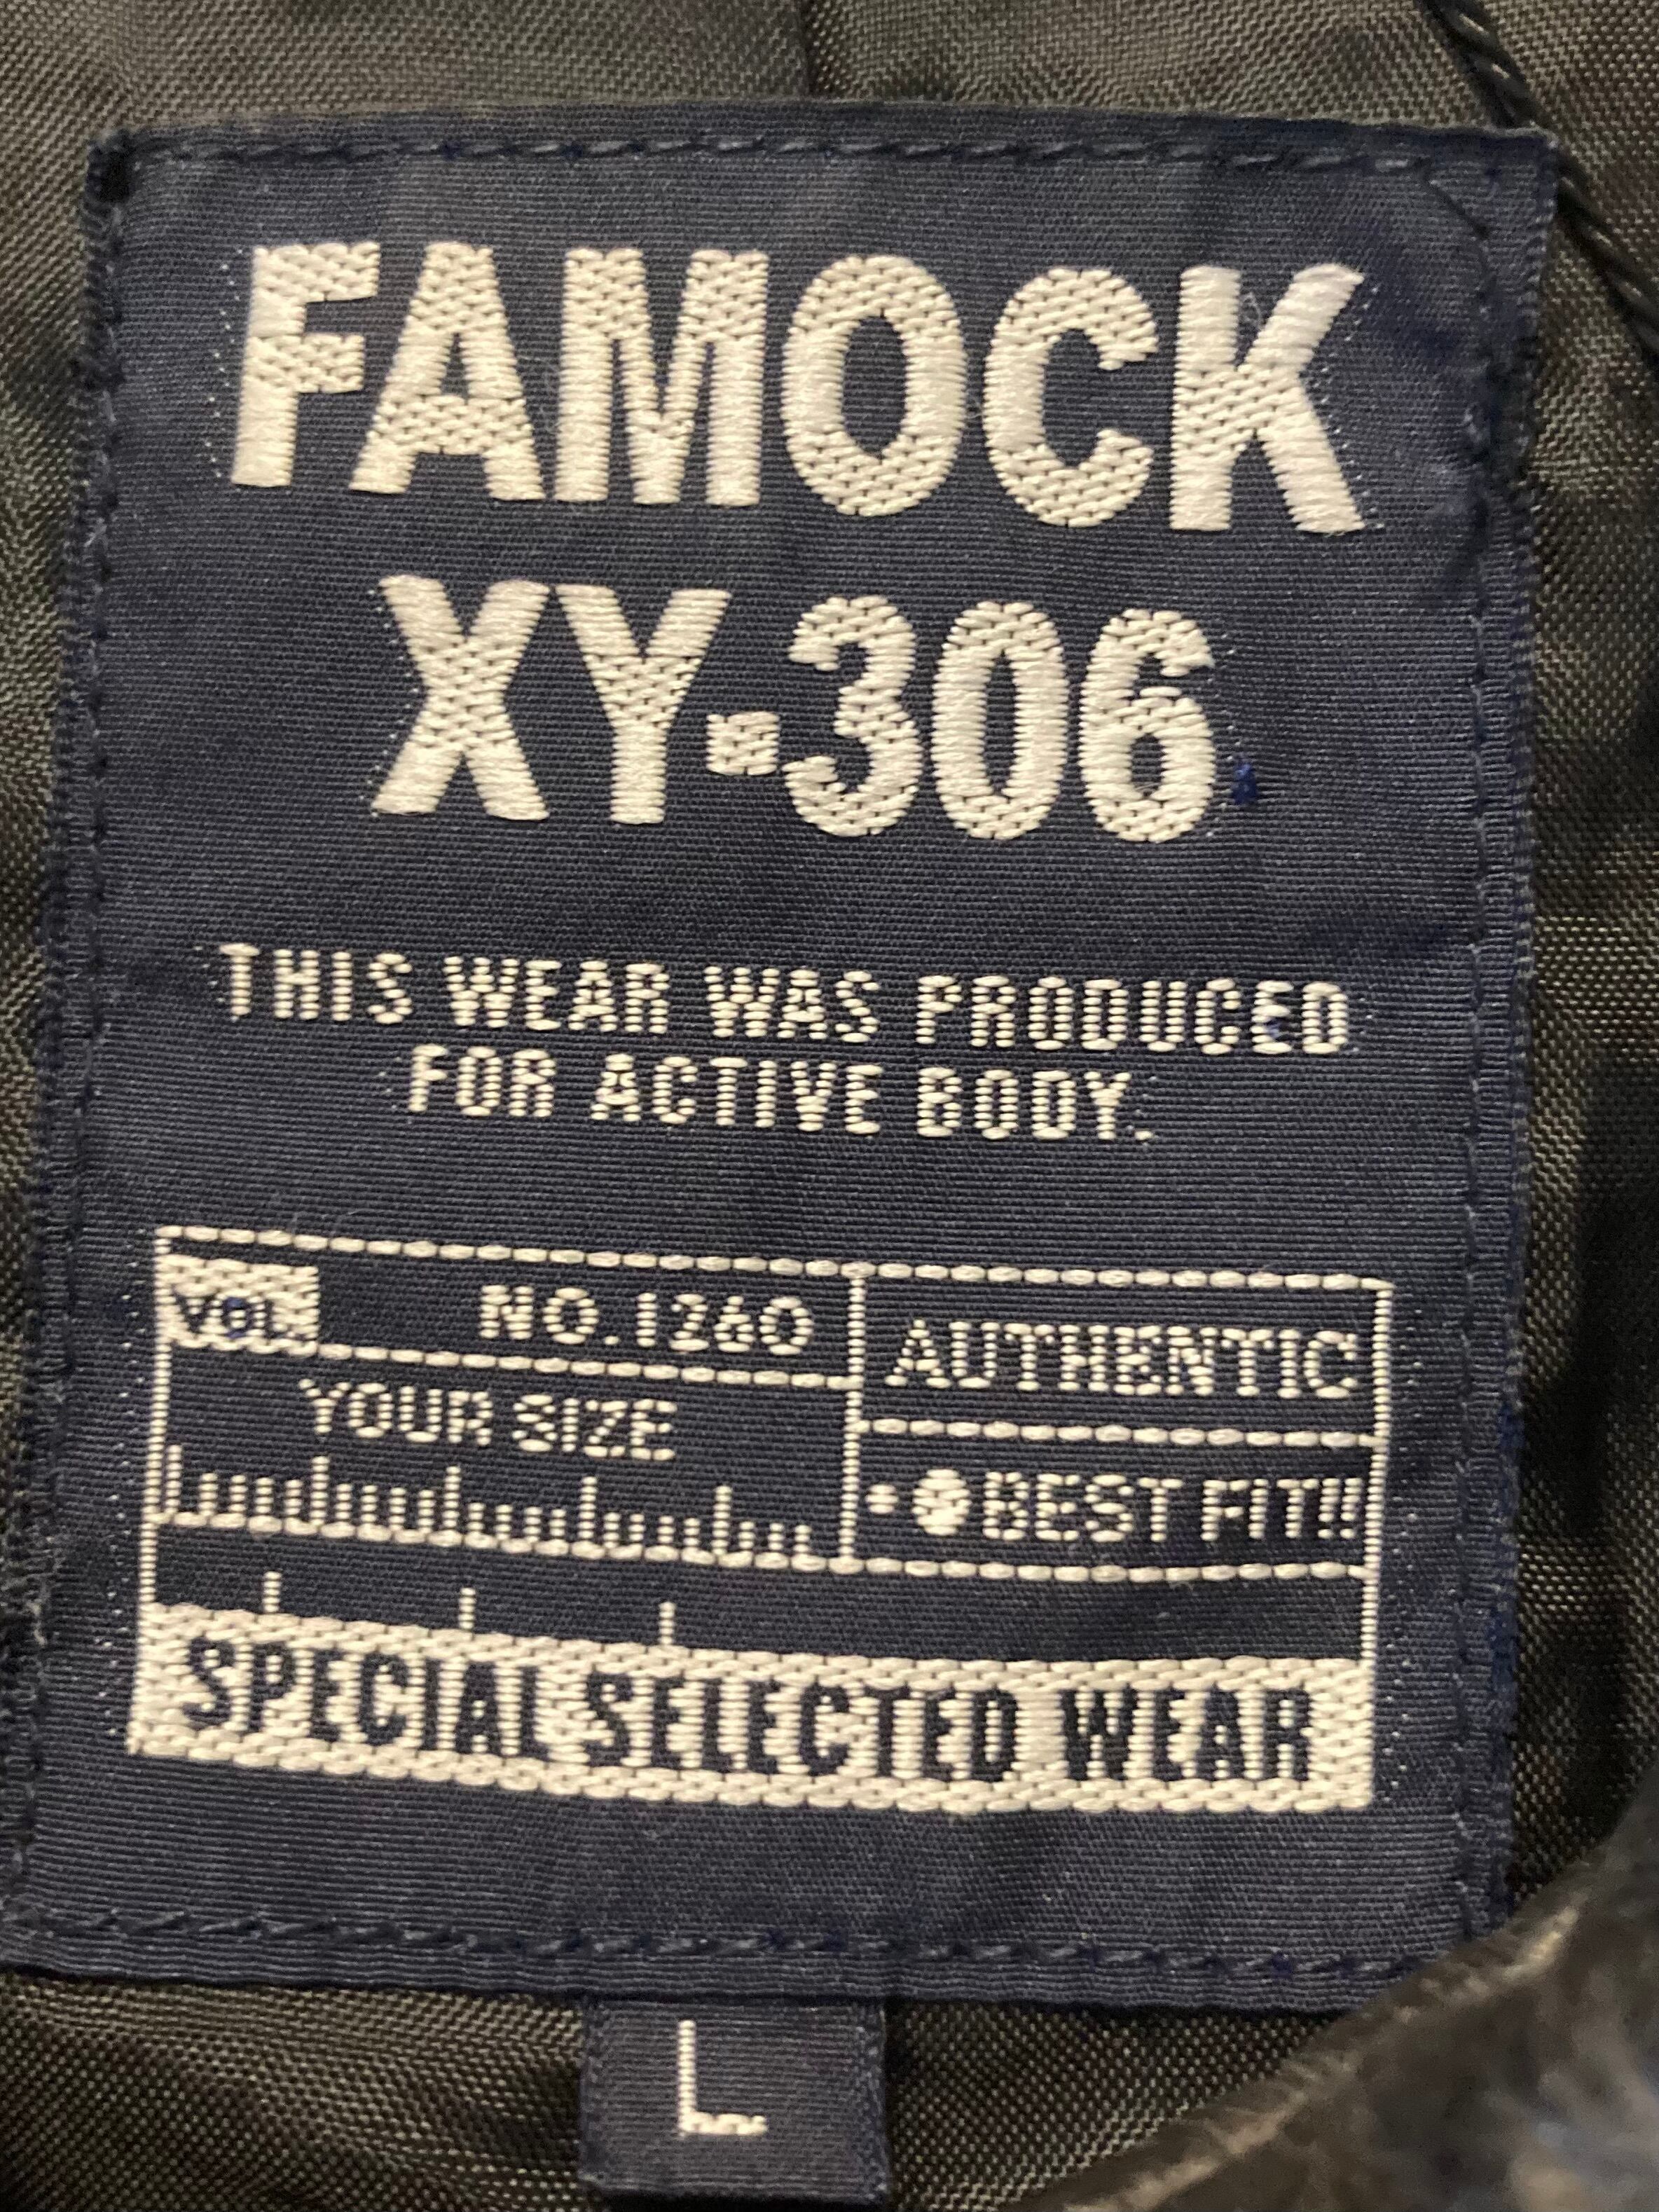 FAMOCK
XY-306
THIS WEAR WAS PRODUCED
FOR ACTIVE BODY.
VOL. NO.1260
AUTHENTIC
YOUR SIZE
BEST FIT!!
SPECIAL SELECTED WEAR
L